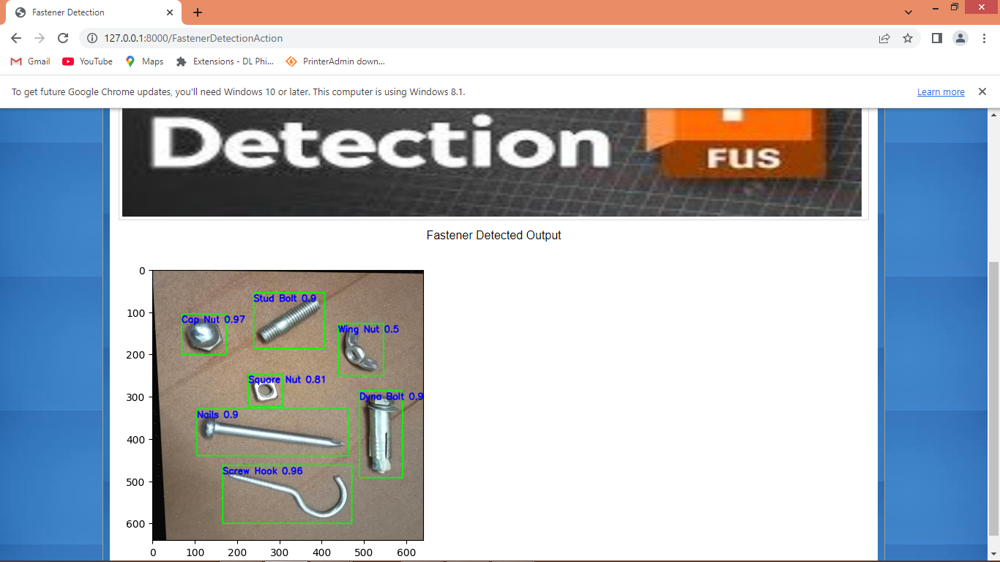 Fastener Detection
127.0.0.1:8000/FastenerDetectionAction
Gmail YouTube Maps Extensions - DL Phi... PrinterAdmin down...
To get future Google Chrome updates, you'll need Windows 10 or later. This computer is using Windows 8.1. Learn more
Detection
FUS
Fastener Detected Output
0
Stud Bolt 0.9
100
Cap Nut 0.97
Wing Nut 0.5
200
Square Nut 0.81
300
Dyna Bolt 0.9
Nails 0.9
400
Screw Hook 0.96
500
600
0 100 200 300 400 500 600